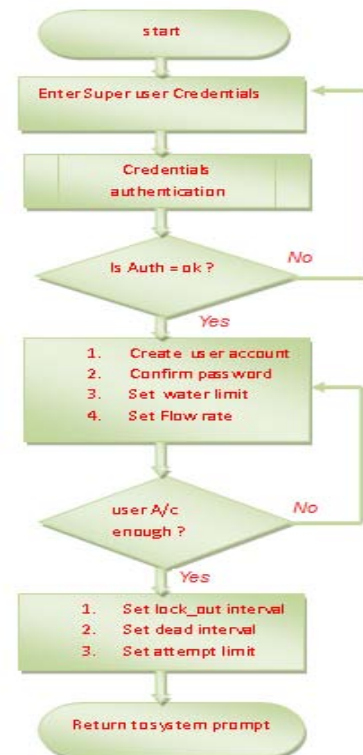 start
Enter Super user Credentials
Credentials
authentication
Is Auth = ok ?
No
Yes
1. Create user account
2. Confirm password
3. Set water limit
4. Set Flow rate
user A/c
enough ?
No
Yes
1. Set lock_out interval
2. Set dead interval
3. Set attempt limit
Return to system prompt